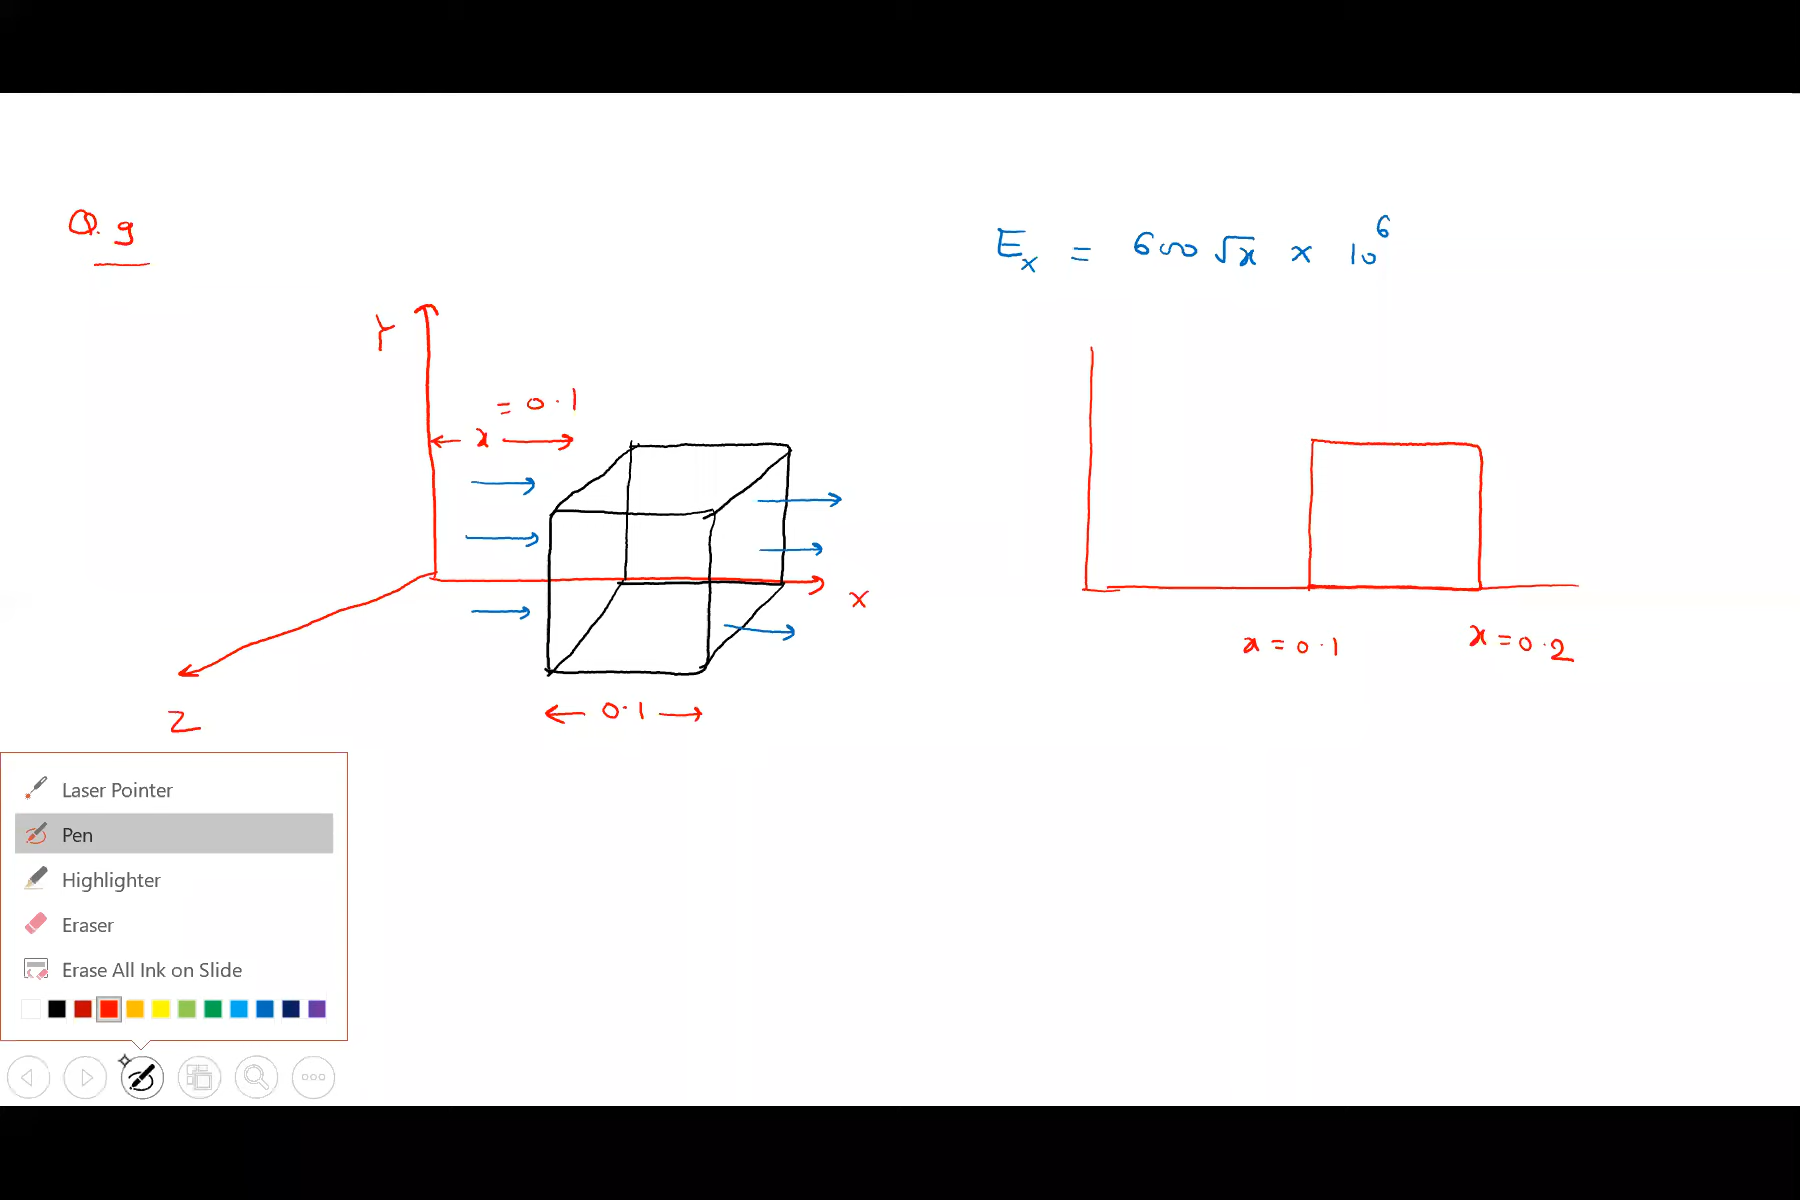 Q. 9
E_x = 600 √x × 10^6
Y
= 0.1
x
x
x = 0.1
x = 0.2
0.1
Z
Laser Pointer
Pen
Highlighter
Eraser
Erase All Ink on Slide